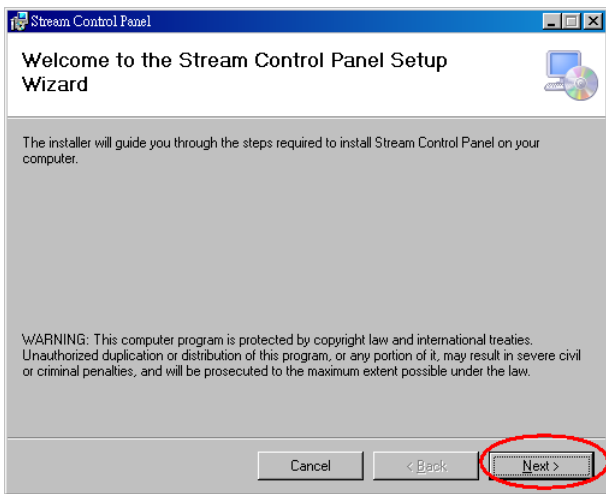 Stream Control Panel
Welcome to the Stream Control Panel Setup
Wizard
The installer will guide you through the steps required to install Stream Control Panel on your
computer.
WARNING: This computer program is protected by copyright law and international treaties.
Unauthorized duplication or distribution of this program, or any portion of it, may result in severe civil
or criminal penalties, and will be prosecuted to the maximum extent possible under the law.
Cancel < Back Next >